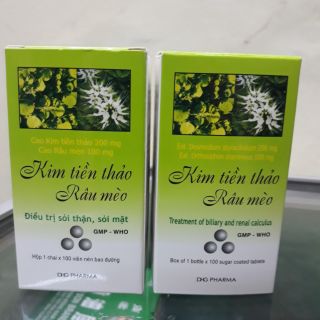 Cao Kim tiền thảo 200 mg
Cao Râu mèo 100 mg
Kim tiền thảo
Râu mèo
Điều trị sỏi thận, sỏi mật
GMP - WHO
Hộp 1 chai x 100 viên nén bao đường
DHG PHARMA
Ext. Desmodium styracifolium 200 mg
Ext. Orthosiphon stamineus 100 mg
Kim tiền thảo
Râu mèo
Treatment of biliary and renal calculus
GMP - WHO
Box of 1 bottle x 100 sugar coated tablets
DHG PHARMA